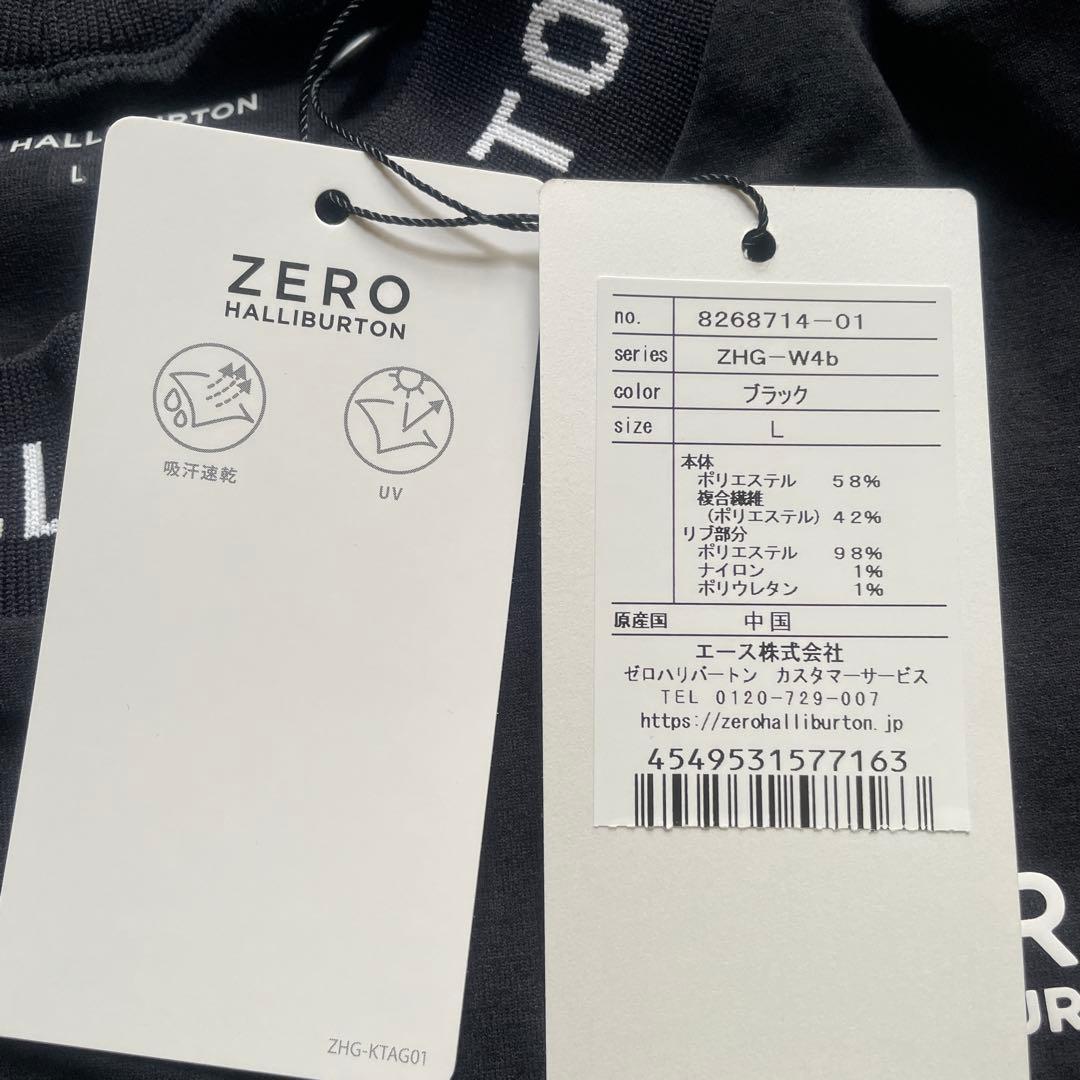 HALLBURTON
L
TO
ZERO
HALLIBURTON
吸汗速乾
UV
ZHG-KTAG01
no. 8268714-01
series ZHG-W4b
color ブラック
size L
本体
ポリエステル 58%
複合繊維
(ポリエステル) 42%
リブ部分
ポリエステル 98%
ナイロン 1%
ポリウレタン 1%
原産国 中国
エース株式会社
ゼロハリバートン カスタマーサービス
TEL 0120-729-007
https://zerohalliburton.jp
4549531577163
L
R
UR